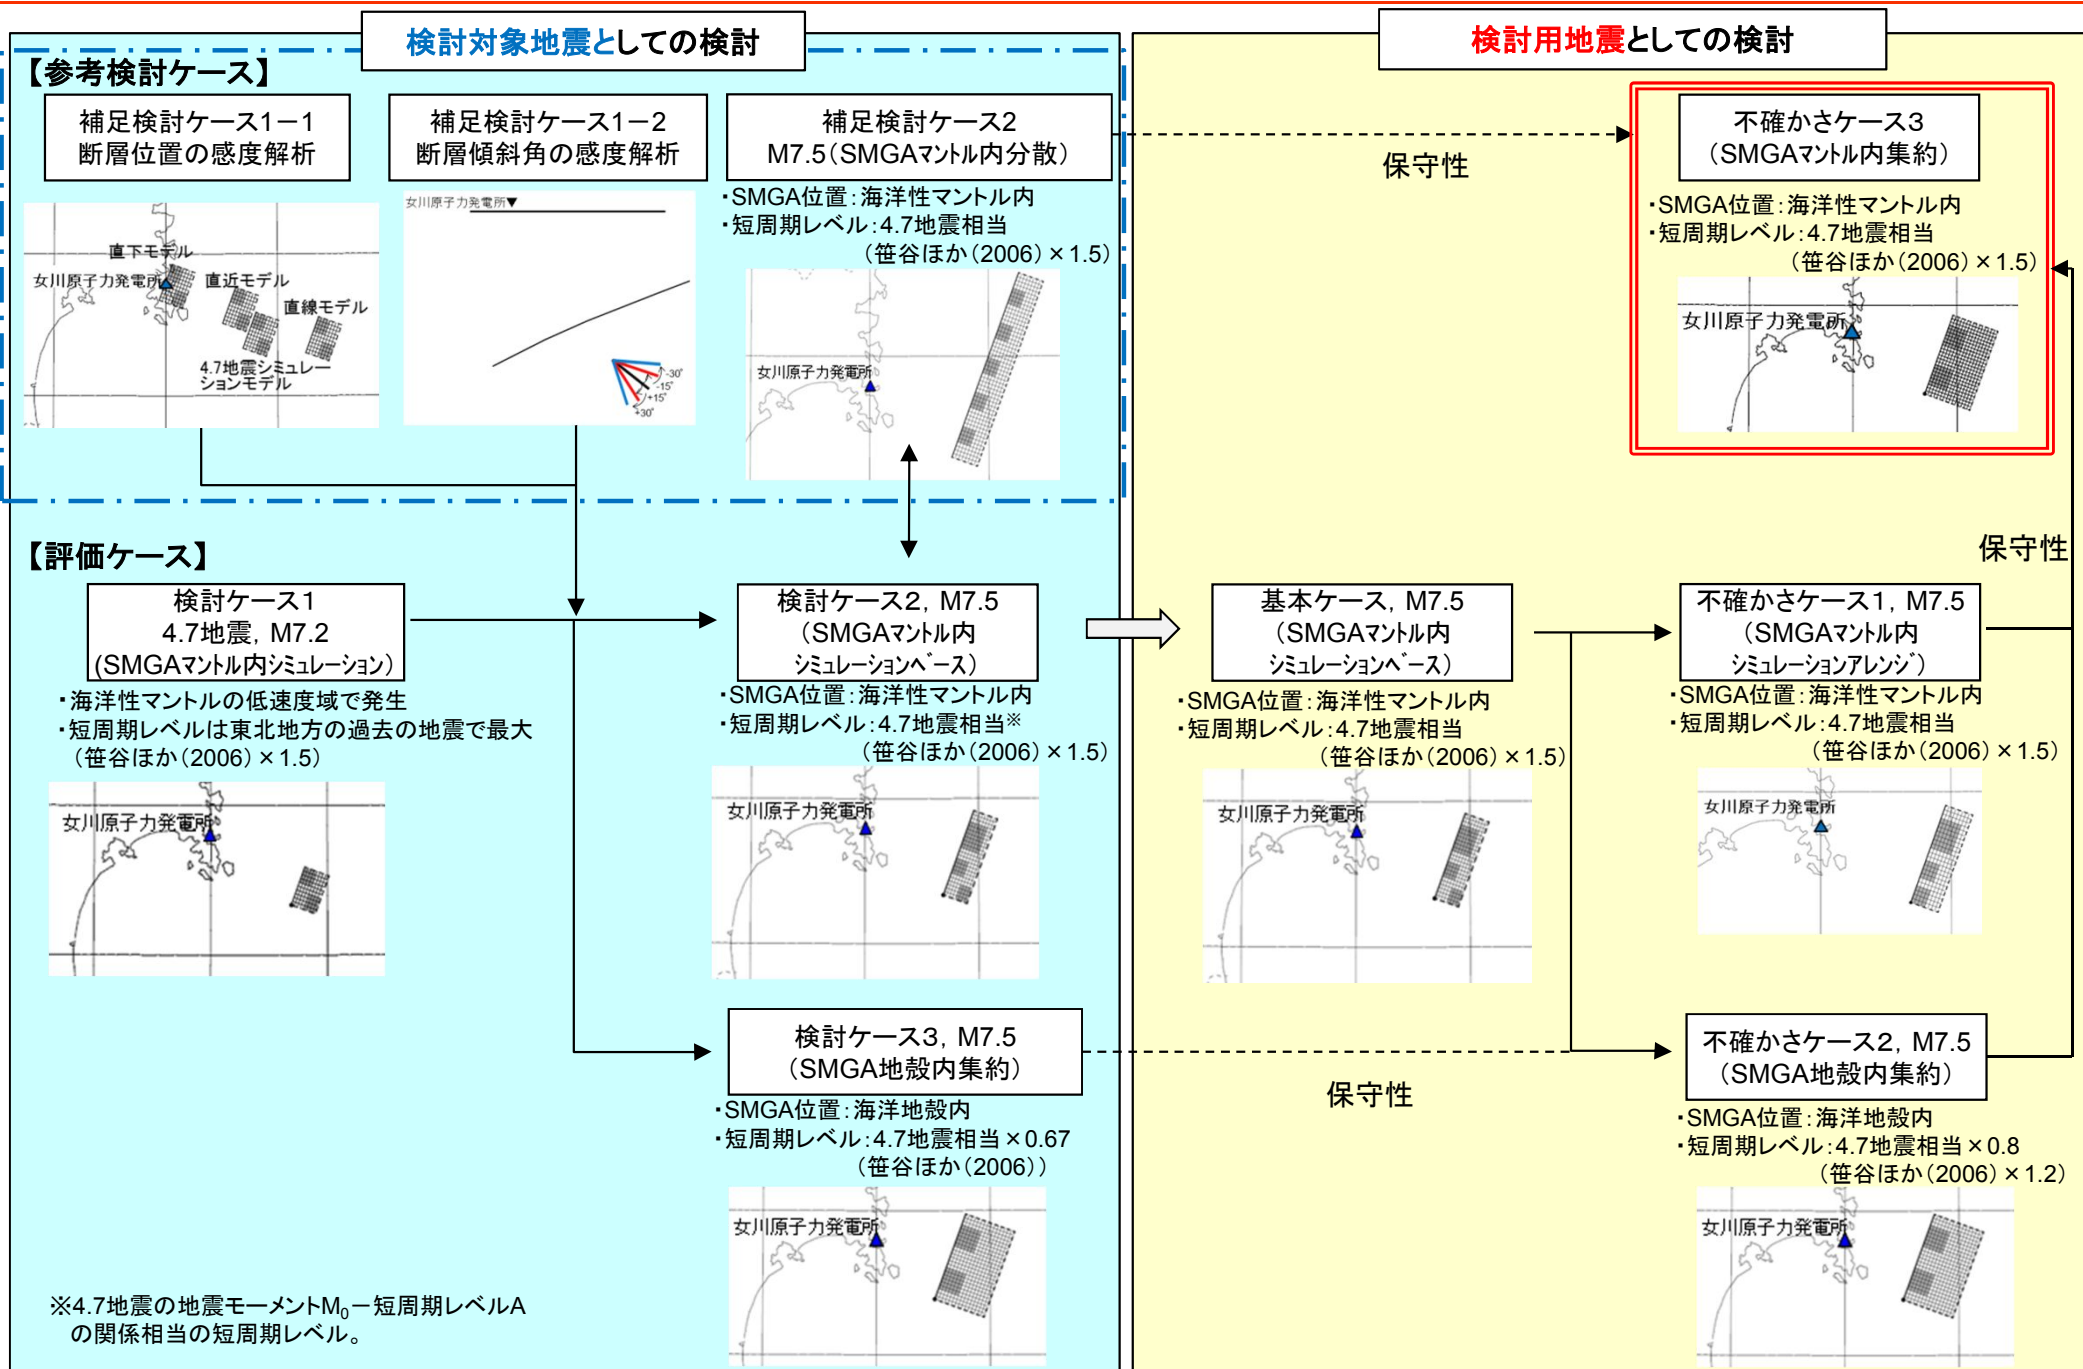 検討対象地震としての検討
【参考検討ケース】
補足検討ケース1－1
断層位置の感度解析
直下モデル
女川原子力発電所
直近モデル
直線モデル
4.7地震シミュレー
ションモデル
補足検討ケース1－2
断層傾斜角の感度解析
女川原子力発電所▼
-30°
-15°
+15°
+30°
補足検討ケース2
M7.5（SMGAマントル内分散）
・SMGA位置：海洋性マントル内
・短周期レベル：4.7地震相当
（笹谷ほか（2006）×1.5）
女川原子力発電所
【評価ケース】
検討ケース1
4.7地震, M7.2
(SMGAマントル内シミュレーション)
・海洋性マントルの低速度域で発生
・短周期レベルは東北地方の過去の地震で最大
（笹谷ほか（2006）×1.5）
女川原子力発電所
検討ケース2, M7.5
（SMGAマントル内
シミュレーションベース）
・SMGA位置：海洋性マントル内
・短周期レベル：4.7地震相当※
（笹谷ほか（2006）×1.5）
女川原子力発電所
検討ケース3, M7.5
（SMGA地殻内集約）
・SMGA位置：海洋地殻内
・短周期レベル：4.7地震相当×0.67
（笹谷ほか（2006））
女川原子力発電所
※4.7地震の地震モーメントM₀－短周期レベルA
の関係相当の短周期レベル。
検討用地震としての検討
保守性
不確かさケース3
（SMGAマントル内集約）
・SMGA位置：海洋性マントル内
・短周期レベル：4.7地震相当
（笹谷ほか（2006）×1.5）
女川原子力発電所
保守性
基本ケース, M7.5
（SMGAマントル内
シミュレーションベース）
・SMGA位置：海洋性マントル内
・短周期レベル：4.7地震相当
（笹谷ほか（2006）×1.5）
女川原子力発電所
不確かさケース1, M7.5
（SMGAマントル内
シミュレーションアレンジ）
・SMGA位置：海洋性マントル内
・短周期レベル：4.7地震相当
（笹谷ほか（2006）×1.5）
女川原子力発電所
保守性
不確かさケース2, M7.5
（SMGA地殻内集約）
・SMGA位置：海洋地殻内
・短周期レベル：4.7地震相当×0.8
（笹谷ほか（2006）×1.2）
女川原子力発電所